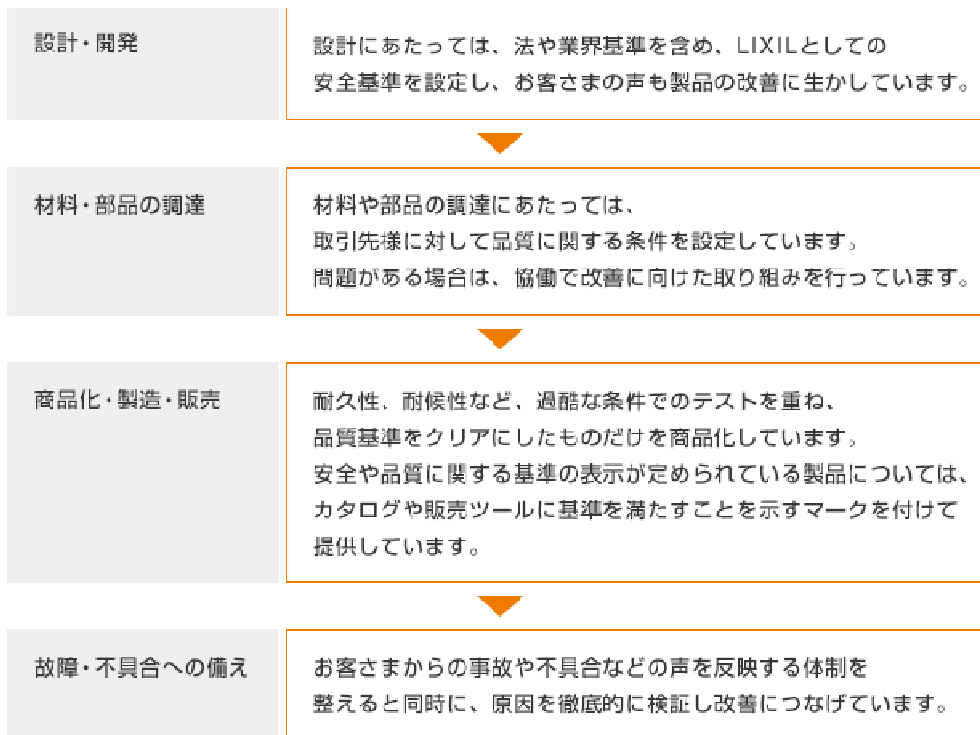 設計・開発
設計にあたっては、法や業界基準を含め、LIXILとしての
安全基準を設定し、お客さまの声も製品の改善に生かしています。
材料・部品の調達
材料や部品の調達にあたっては、
取引先様に対して品質に関する条件を設定しています。
問題がある場合は、協働で改善に向けた取り組みを行っています。
商品化・製造・販売
耐久性、耐候性など、過酷な条件でのテストを重ね、
品質基準をクリアにしたものだけを商品化しています。
安全や品質に関する基準の表示が定められている製品については、
カタログや販売ツールに基準を満たすことを示すマークを付けて
提供しています。
故障・不具合への備え
お客さまからの事故や不具合などの声を反映する体制を
整えると同時に、原因を徹底的に検証し改善につなげています。